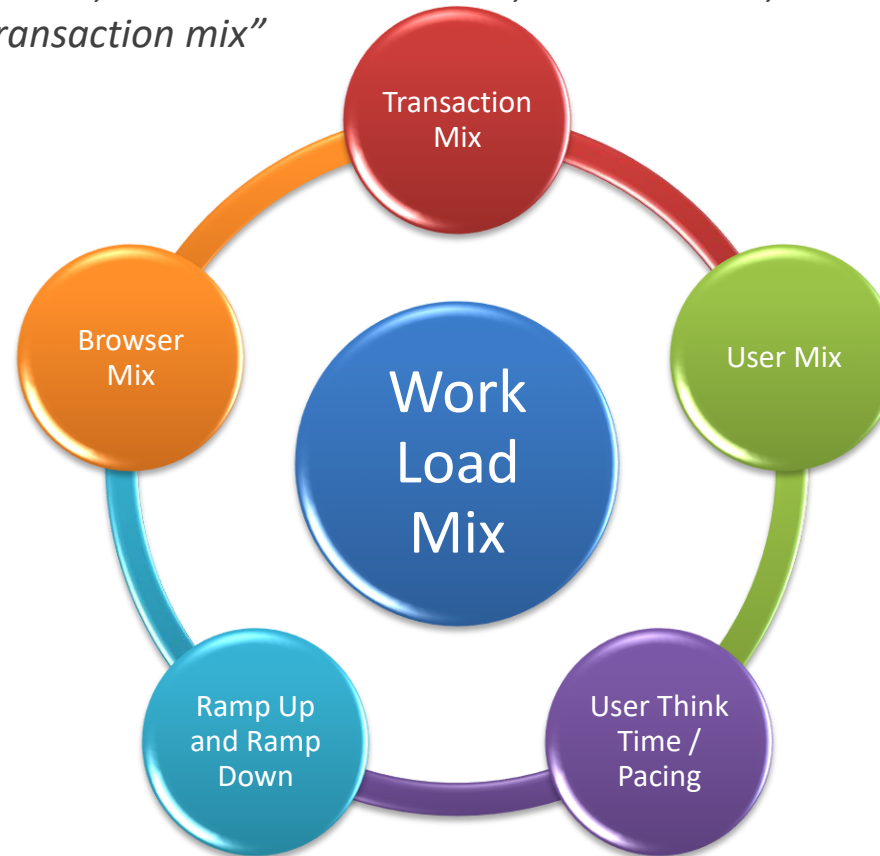 ransaction mix”
Transaction
Mix
Browser
Mix
User Mix
Work
Load
Mix
Ramp Up
and Ramp
Down
User Think
Time /
Pacing